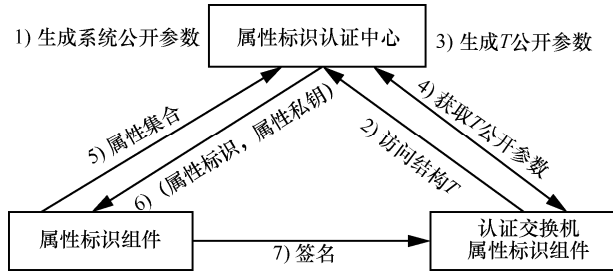 1) 生成系统公开参数
属性标识认证中心
3) 生成T公开参数
5) 属性集合
6)（属性标识，属性私钥）
2) 访问结构T
4) 获取T公开参数
属性标识组件
7) 签名
认证交换机
属性标识组件